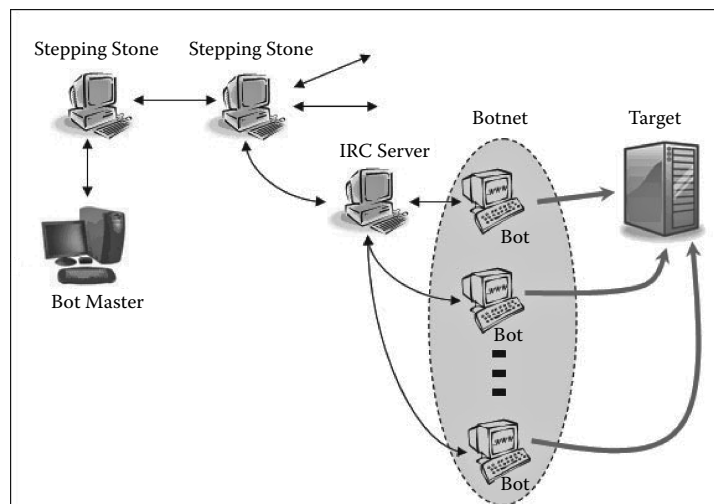 Stepping Stone
Stepping Stone
Botnet
Target
IRC Server
Bot
Bot Master
Bot
Bot